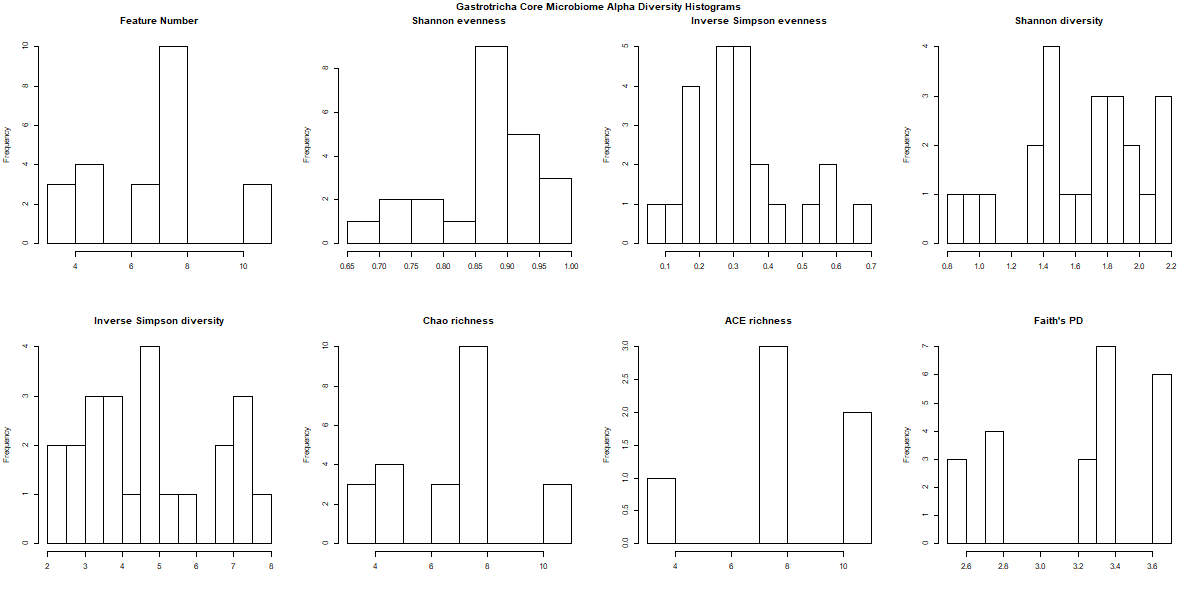 Gastrotricha Core Microbiome Alpha Diversity Histograms
Feature Number
Shannon evenness
Inverse Simpson evenness
Shannon diversity
Frequency
0 2 4 6 8 10
4 6 8 10
Frequency
0 2 4 6 8
0.65 0.70 0.75 0.80 0.85 0.90 0.95 1.00
Frequency
0 1 2 3 4 5
0.1 0.2 0.3 0.4 0.5 0.6 0.7
Frequency
0 1 2 3 4
0.8 1.0 1.2 1.4 1.6 1.8 2.0 2.2
Inverse Simpson diversity
Chao richness
ACE richness
Faith's PD
Frequency
0 1 2 3 4
2 3 4 5 6 7 8
Frequency
0 2 4 6 8 10
4 6 8 10
Frequency
0.0 0.5 1.0 1.5 2.0 2.5 3.0
4 6 8 10
Frequency
0 1 2 3 4 5 6 7
2.6 2.8 3.0 3.2 3.4 3.6